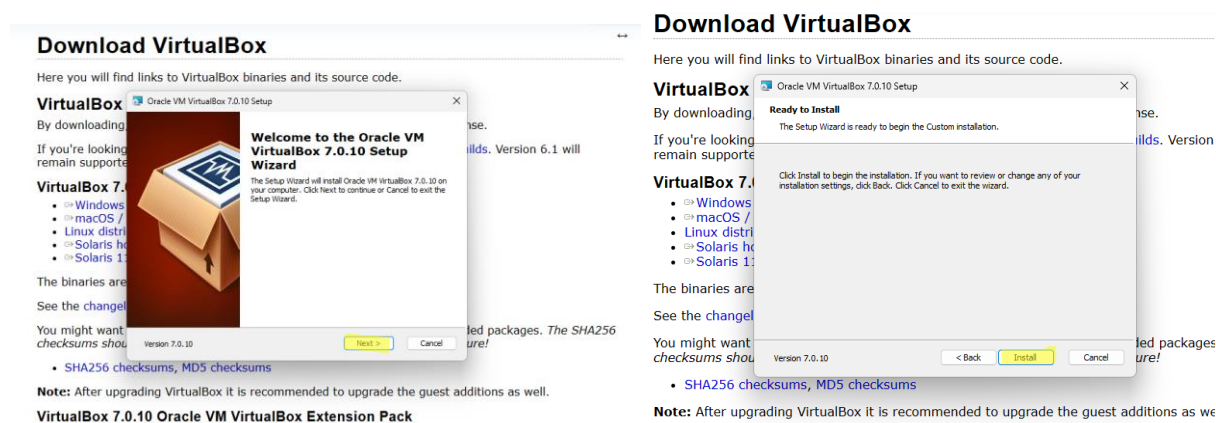 Download VirtualBox
Here you will find links to VirtualBox binaries and its source code.
VirtualBox
By downloading
If you're looking
ilds. Version 6.1 will
remain supporte
VirtualBox 7.
Windows
macOS /
Linux distri
Solaris ho
Solaris 11
The binaries are
See the changel
You might want
ded packages. The SHA256
checksums shou
ure!
SHA256 checksums, MD5 checksums
Note: After upgrading VirtualBox it is recommended to upgrade the guest additions as well.
VirtualBox 7.0.10 Oracle VM VirtualBox Extension Pack
Oracle VM VirtualBox 7.0.10 Setup
Welcome to the Oracle VM
VirtualBox 7.0.10 Setup
Wizard
The Setup Wizard will install Oracle VM VirtualBox 7.0.10 on
your computer. Click Next to continue or Cancel to exit the
Setup Wizard.
Version 7.0.10
Next >
Cancel
Download VirtualBox
Here you will find links to VirtualBox binaries and its source code.
VirtualBox
By downloading,
nse.
If you're looking
ilds. Version
remain supporte
VirtualBox 7.
Windows
macOS /
Linux distri
Solaris ho
Solaris 11
The binaries are
See the changel
You might want
ded packages
checksums shou
ure!
SHA256 checksums, MD5 checksums
Note: After upgrading VirtualBox it is recommended to upgrade the guest additions as we
Oracle VM VirtualBox 7.0.10 Setup
Ready to Install
The Setup Wizard is ready to begin the Custom installation.
Click Install to begin the installation. If you want to review or change any of your
installation settings, click Back. Click Cancel to exit the wizard.
Version 7.0.10
< Back
Install
Cancel